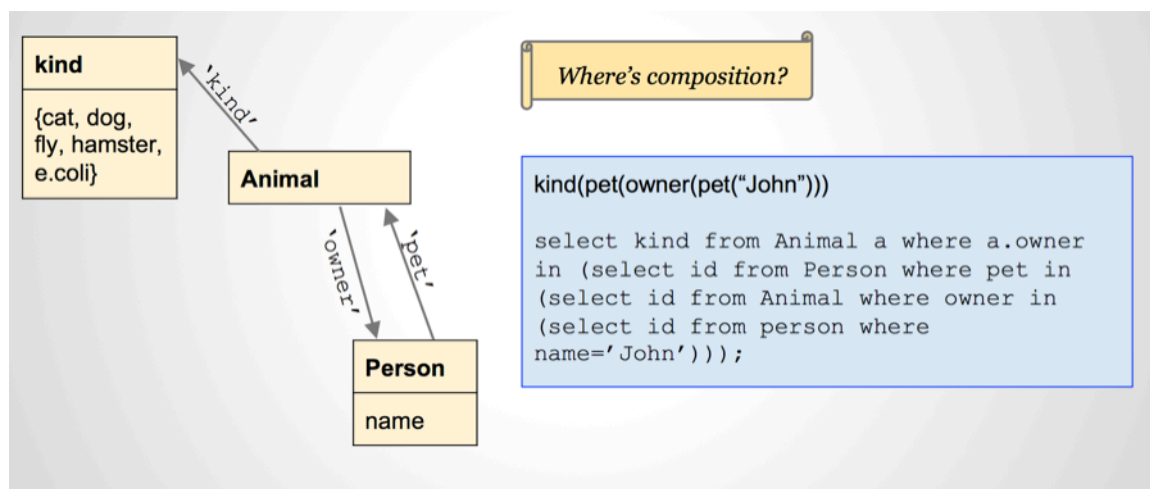 kind
{cat, dog,
fly, hamster,
e.coli}
‘kind’
Animal
‘owner’
‘pet’
Person
name
Where’s composition?
kind(pet(owner(pet(“John”)))
select kind from Animal a where a.owner
in (select id from Person where pet in
(select id from Animal where owner in
(select id from person where
name=’John’)));